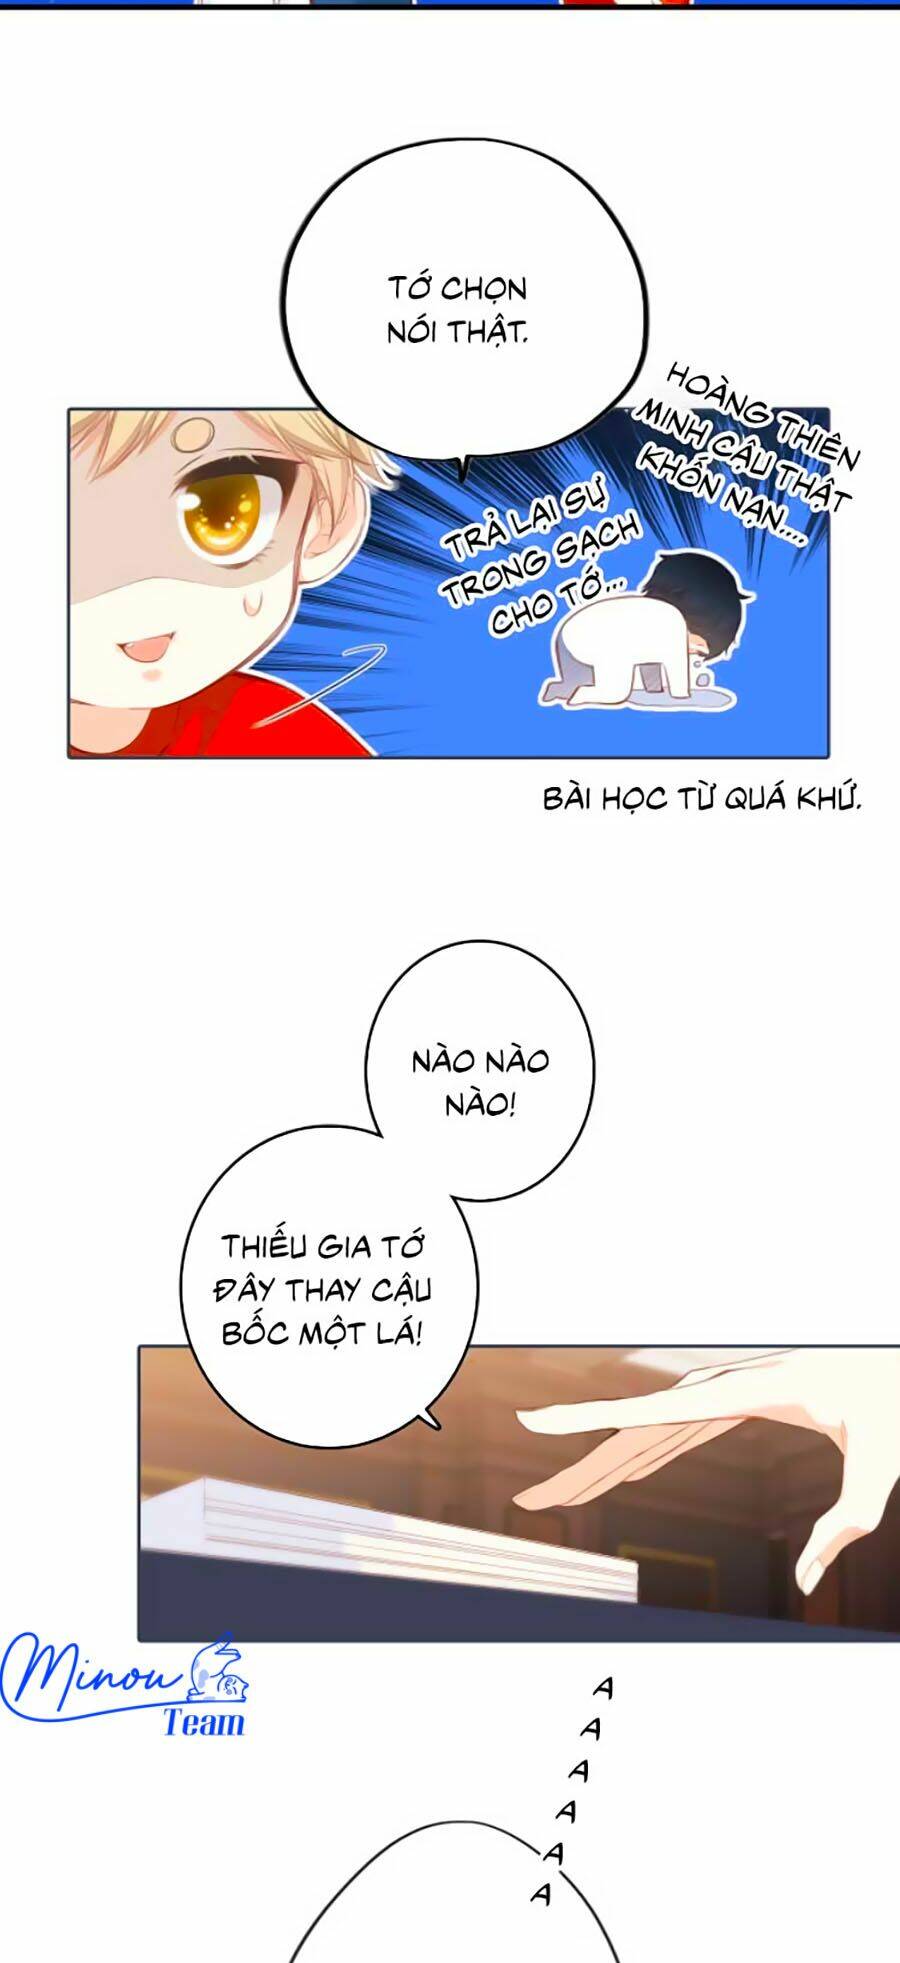 TỚ CHỌN
NÓI THẬT.
HOÀNG THIÊN
MINH CẬU THẬT
KHỐN NẠN....
TRẢ LẠI SỰ
TRONG SẠCH
CHO TỚ...
BÀI HỌC TỪ QUÁ KHỨ.
NÀO NÀO
NÀO!
THIẾU GIA TỚ
ĐÂY THAY CẬU
BỐC MỘT LÁ!
Minou
Team
A
A
A
A
A
A